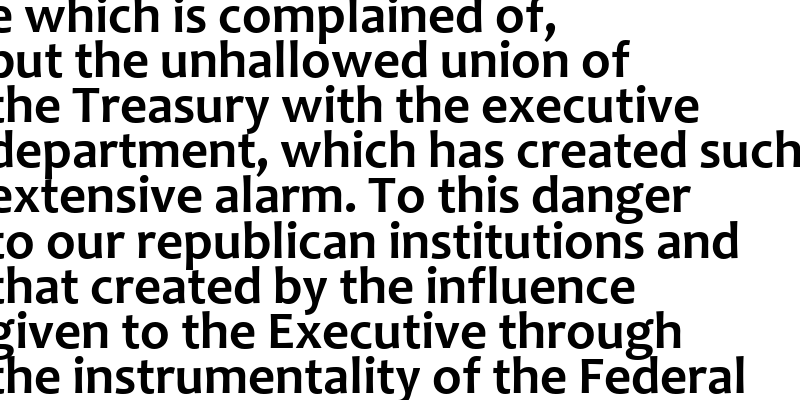 e which is complained of,
but the unhallowed union of
the Treasury with the executive
department, which has created such
extensive alarm. To this danger
to our republican institutions and
that created by the influence
given to the Executive through
the instrumentality of the Federal